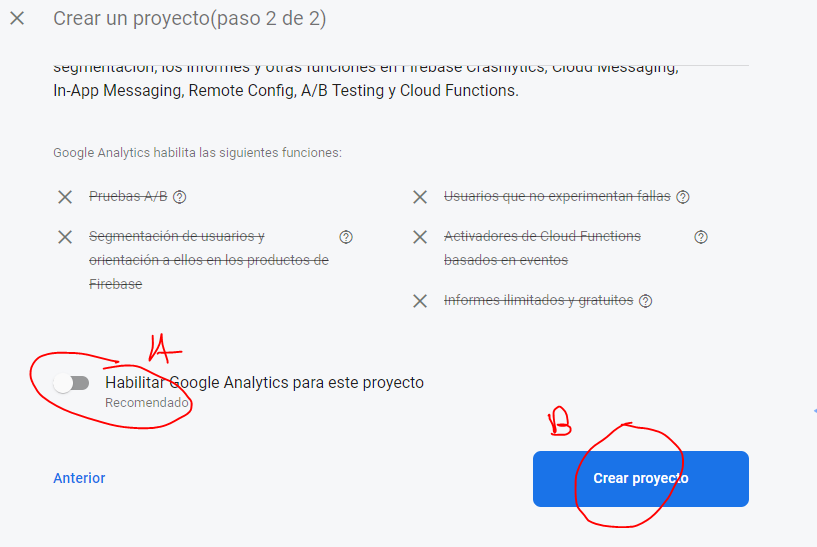 Crear un proyecto(paso 2 de 2)
segmentación, los informes y otras funciones en Firebase Crashlytics, Cloud Messaging,
In-App Messaging, Remote Config, A/B Testing y Cloud Functions.
Google Analytics habilita las siguientes funciones:
Pruebas A/B
Usuarios que no experimentan fallas
Segmentación de usuarios y
orientación a ellos en los productos de
Firebase
Activadores de Cloud Functions
basados en eventos
Informes ilimitados y gratuitos
A
Habilitar Google Analytics para este proyecto
Recomendado
B
Anterior
Crear proyecto